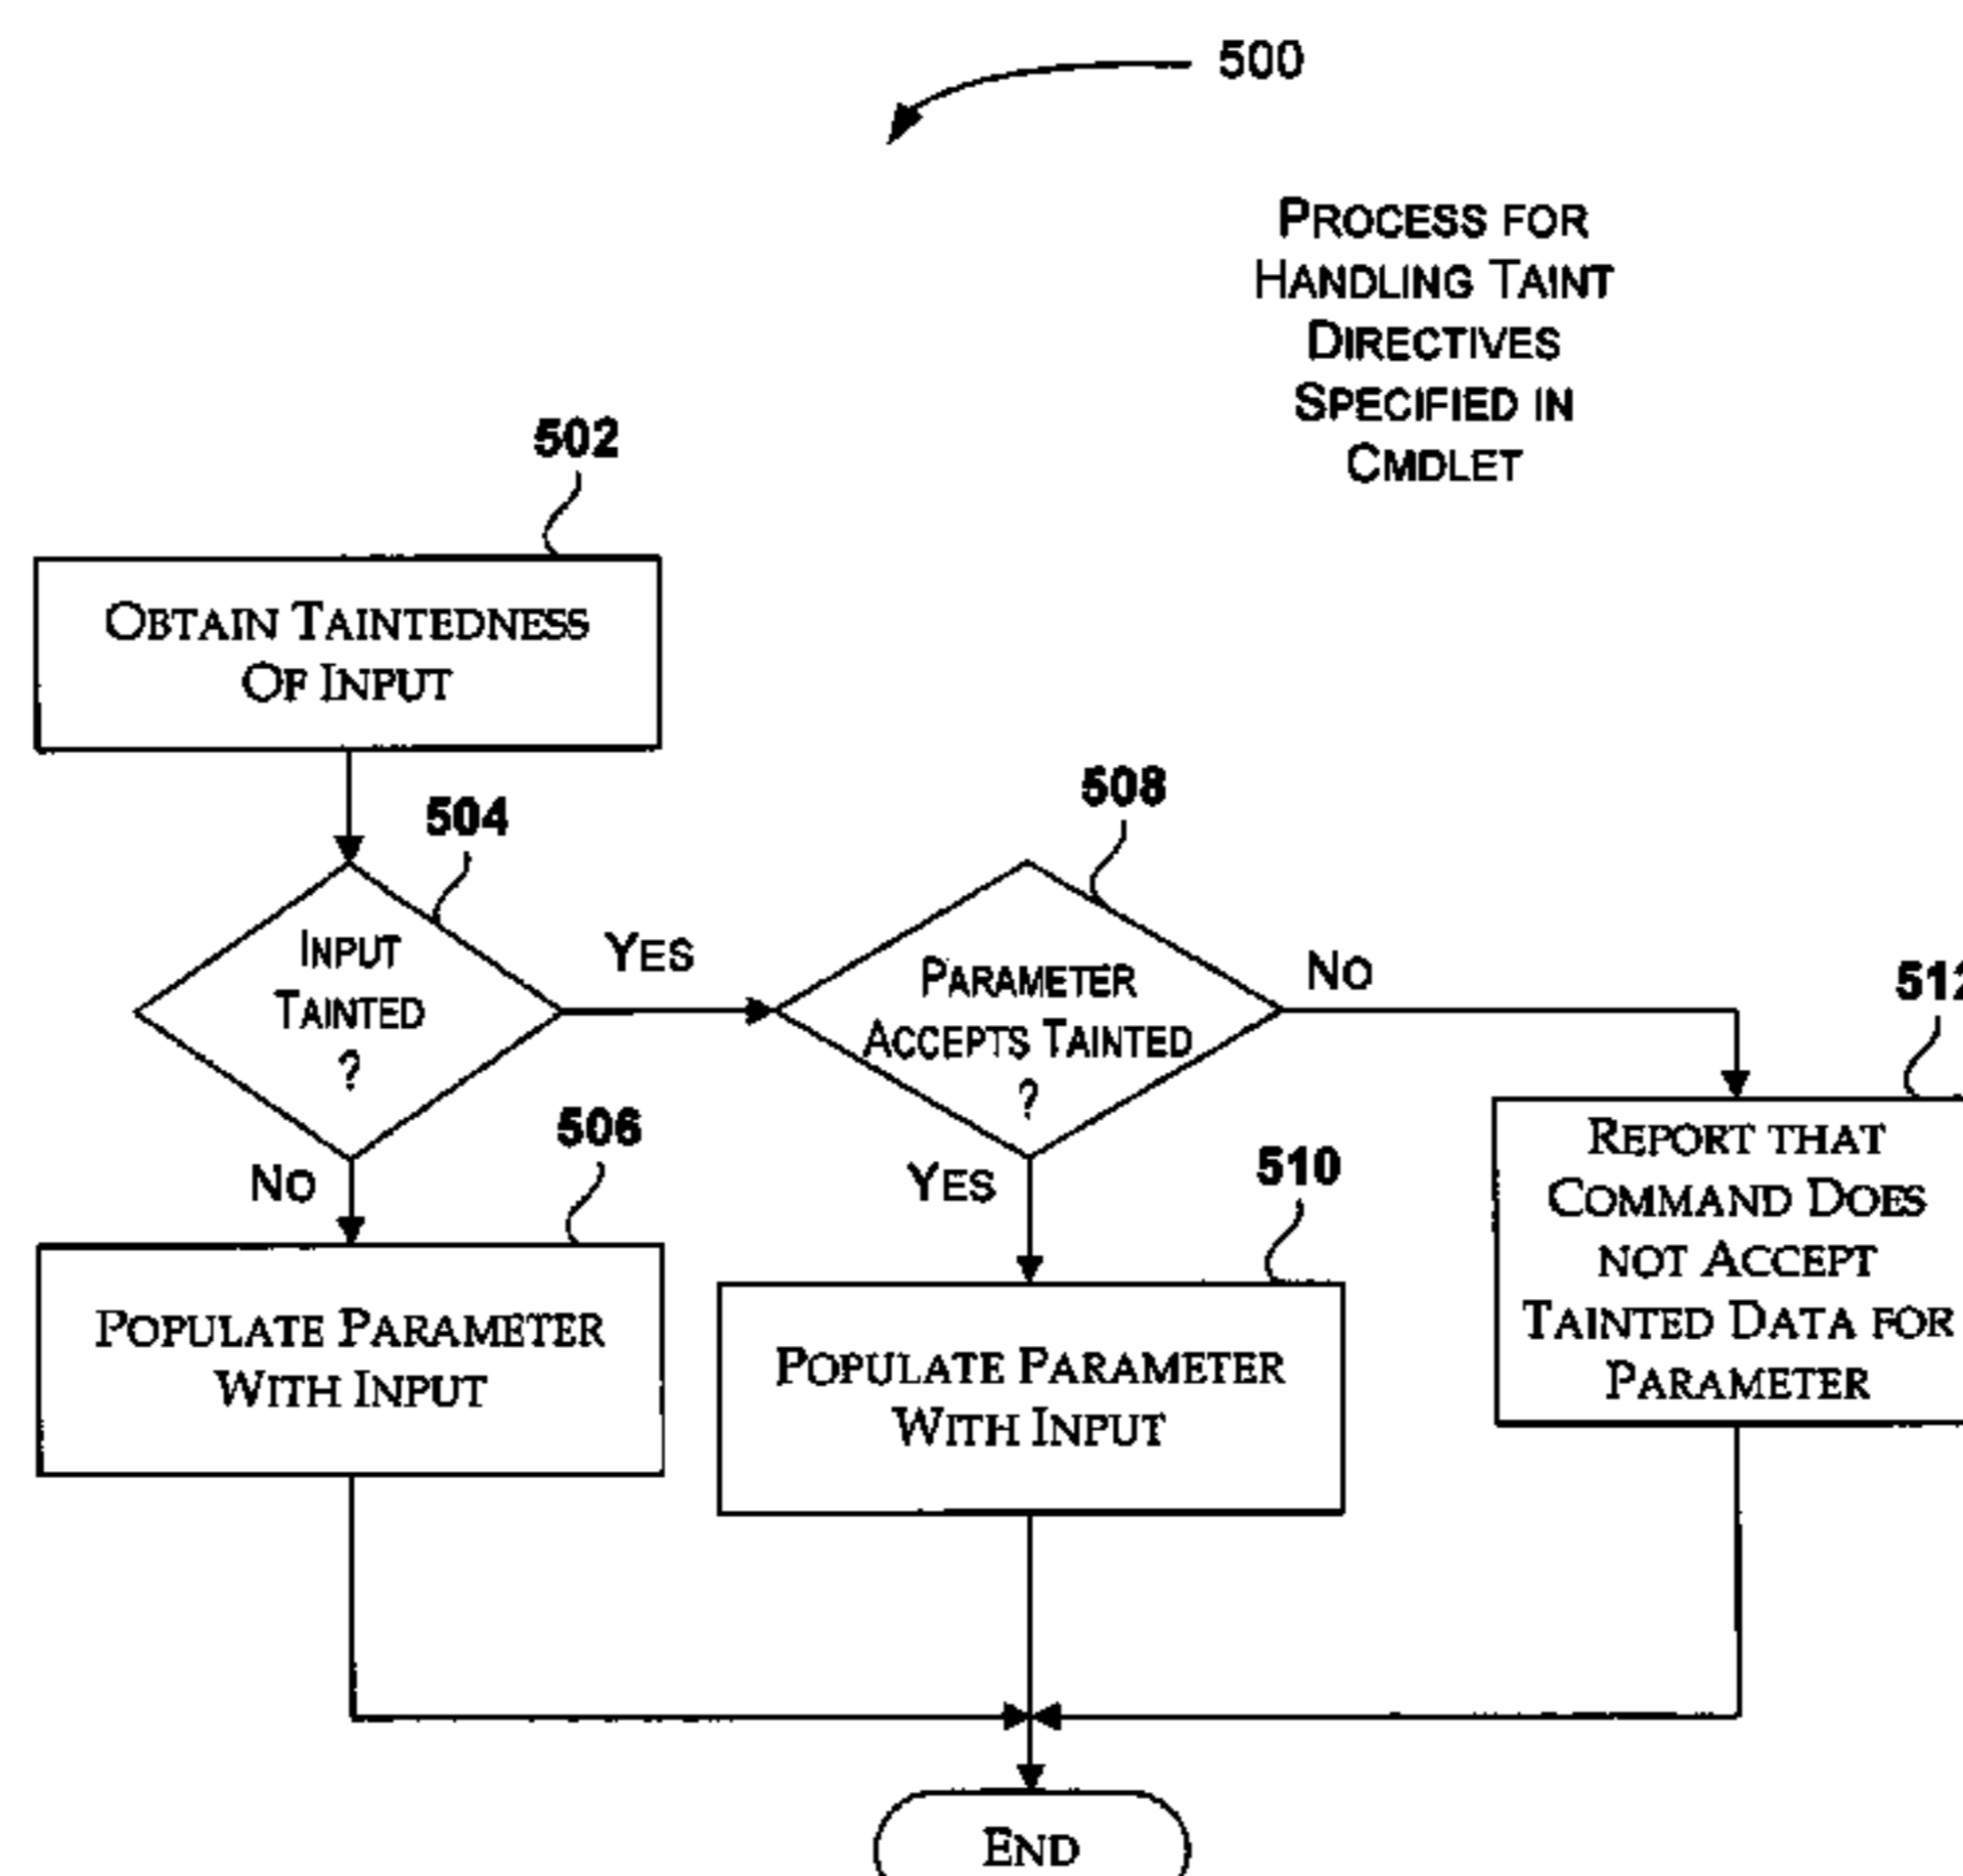 500
PROCESS FOR
HANDLING TAINT
DIRECTIVES
SPECIFIED IN
CMDLET
502
OBTAIN TAINTEDNESS
OF INPUT
504
INPUT
TAINTED
?
YES
NO
508
PARAMETER
ACCEPTS TAINTED
?
NO
YES
506
POPULATE PARAMETER
WITH INPUT
510
POPULATE PARAMETER
WITH INPUT
512
REPORT THAT
COMMAND DOES
NOT ACCEPT
TAINTED DATA FOR
PARAMETER
END